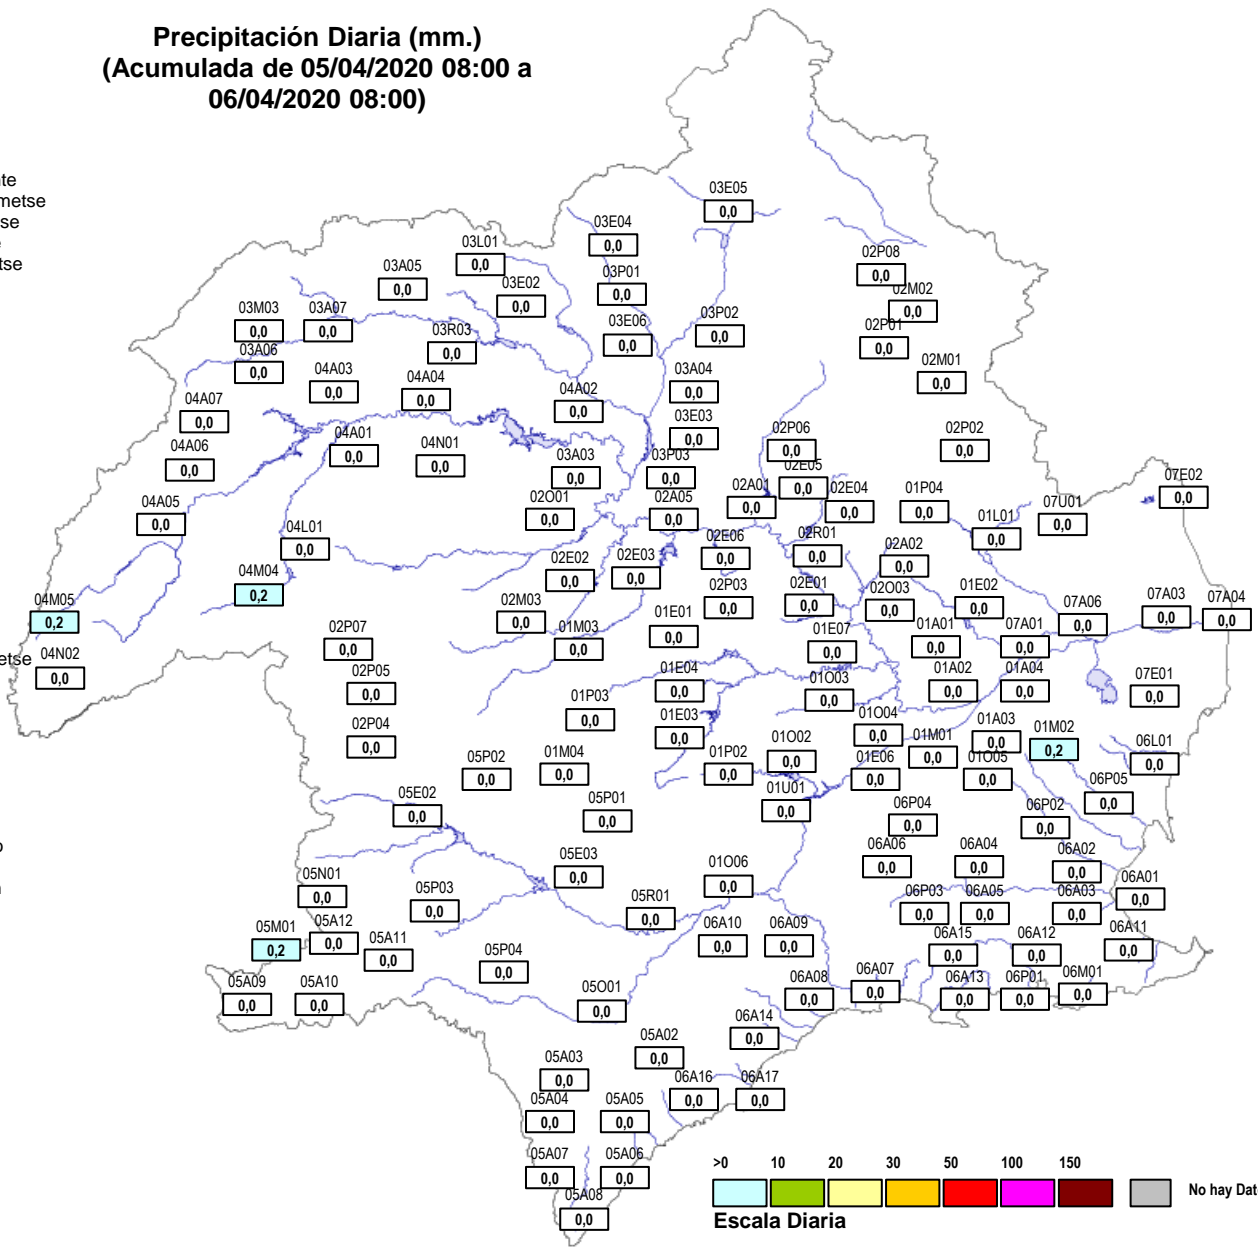 Precipitación Diaria (mm.)
(Acumulada de 05/04/2020 08:00 a
06/04/2020 08:00)
te
metse
se
tse
03E05
0,0
03E04
0,0
03L01
0,0
02P08
0,0
03A05
0,0
03P01
0,0
03E02
0,0
02M02
0,0
03M03
0,0
03A07
0,0
03P02
0,0
03E06
0,0
03R03
0,0
02P01
0,0
03A06
0,0
02M01
0,0
04A03
0,0
04A04
0,0
03A04
0,0
04A02
0,0
04A07
0,0
03E03
0,0
04A01
0,0
04N01
0,0
02P06
0,0
02P02
0,0
04A06
0,0
03A03
0,0
03P03
0,0
02E05
0,0
07E02
0,0
02A01
0,0
02E04
0,0
01P04
0,0
04A05
0,0
02O01
0,0
02A05
0,0
07U01
0,0
01L01
0,0
04L01
0,0
02E06
0,0
02R01
0,0
02A02
0,0
02E02
0,0
02E03
0,0
04M04
0,2
04M05
0,2
02M03
0,0
02P03
0,0
02E01
0,0
02O03
0,0
01E02
0,0
07A03
0,0
07A04
0,0
07A06
0,0
01E01
0,0
01M03
0,0
01E07
0,0
01A01
0,0
07A01
0,0
02P07
0,0
etse
04N02
0,0
02P05
0,0
01E04
0,0
01O03
0,0
01A02
0,0
01A04
0,0
07E01
0,0
01P03
0,0
01E03
0,0
01O04
0,0
01A03
0,0
01M02
0,2
02P04
0,0
01O02
0,0
01M01
0,0
06L01
0,0
05P02
0,0
01M04
0,0
01P02
0,0
01E06
0,0
01O05
0,0
05E02
0,0
05P01
0,0
01U01
0,0
06P05
0,0
06P04
0,0
06P02
0,0
o
05E03
0,0
01O06
0,0
06A06
0,0
06A04
0,0
06A02
0,0
05N01
0,0
05P03
0,0
05R01
0,0
06P03
0,0
06A05
0,0
06A03
0,0
06A01
0,0
05M01
0,2
05A12
0,0
05A11
0,0
05P04
0,0
06A10
0,0
06A09
0,0
06A15
0,0
06A12
0,0
06A11
0,0
05A09
0,0
05A10
0,0
05O01
0,0
06A08
0,0
06A07
0,0
06A13
0,0
06P01
0,0
06M01
0,0
06A14
0,0
05A02
0,0
05A03
0,0
06A16
0,0
06A17
0,0
05A04
0,0
05A05
0,0
05A07
0,0
05A06
0,0
05A08
0,0
>0 10 20 30 50 100 150
No hay Dat
Escala Diaria